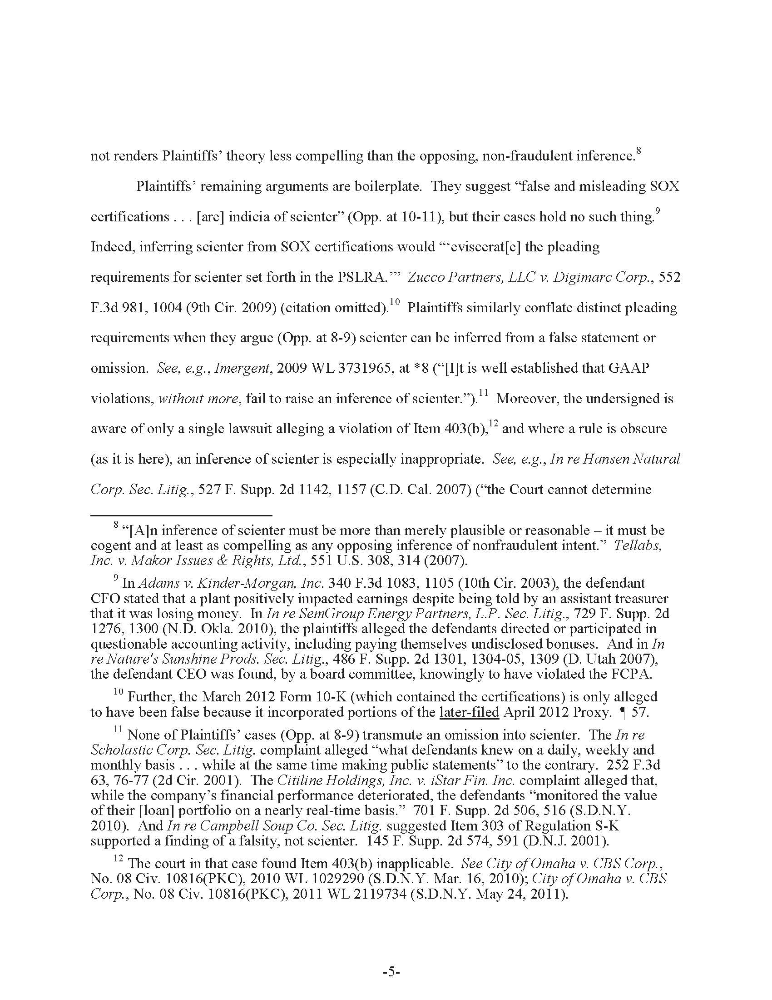 not renders Plaintiffs’ theory less compelling than the opposing, non-fraudulent inference.8
Plaintiffs’ remaining arguments are boilerplate.  They suggest “false and misleading SOX
certifications . . . [are] indicia of scienter” (Opp. at 10-11), but their cases hold no such thing.9
Indeed, inferring scienter from SOX certifications would “‘eviscerat[e] the pleading
requirements for scienter set forth in the PSLRA.’”  Zucco Partners, LLC v. Digimarc Corp., 552
F.3d 981, 1004 (9th Cir. 2009) (citation omitted).10  Plaintiffs similarly conflate distinct pleading
requirements when they argue (Opp. at 8-9) scienter can be inferred from a false statement or
omission.  See, e.g., Imergent, 2009 WL 3731965, at *8 (“[I]t is well established that GAAP
violations, without more, fail to raise an inference of scienter.”).11  Moreover, the undersigned is
aware of only a single lawsuit alleging a violation of Item 403(b),12 and where a rule is obscure
(as it is here), an inference of scienter is especially inappropriate.  See, e.g., In re Hansen Natural
Corp. Sec. Litig., 527 F. Supp. 2d 1142, 1157 (C.D. Cal. 2007) (“the Court cannot determine
8 “[A]n inference of scienter must be more than merely plausible or reasonable – it must be
cogent and at least as compelling as any opposing inference of nonfraudulent intent.”  Tellabs,
Inc. v. Makor Issues & Rights, Ltd., 551 U.S. 308, 314 (2007).
9 In Adams v. Kinder-Morgan, Inc. 340 F.3d 1083, 1105 (10th Cir. 2003), the defendant
CFO stated that a plant positively impacted earnings despite being told by an assistant treasurer
that it was losing money.  In In re SemGroup Energy Partners, L.P. Sec. Litig., 729 F. Supp. 2d
1276, 1300 (N.D. Okla. 2010), the plaintiffs alleged the defendants directed or participated in
questionable accounting activity, including paying themselves undisclosed bonuses.  And in In
re Nature's Sunshine Prods. Sec. Litig., 486 F. Supp. 2d 1301, 1304-05, 1309 (D. Utah 2007),
the defendant CEO was found, by a board committee, knowingly to have violated the FCPA.
10 Further, the March 2012 Form 10-K (which contained the certifications) is only alleged
to have been false because it incorporated portions of the later-filed April 2012 Proxy.  ¶ 57.
11 None of Plaintiffs’ cases (Opp. at 8-9) transmute an omission into scienter.  The In re
Scholastic Corp. Sec. Litig. complaint alleged “what defendants knew on a daily, weekly and
monthly basis . . . while at the same time making public statements” to the contrary.  252 F.3d
63, 76-77 (2d Cir. 2001).  The Citiline Holdings, Inc. v. iStar Fin. Inc. complaint alleged that,
while the company’s financial performance deteriorated, the defendants “monitored the value
of their [loan] portfolio on a nearly real-time basis.”  701 F. Supp. 2d 506, 516 (S.D.N.Y.
2010).  And In re Campbell Soup Co. Sec. Litig. suggested Item 303 of Regulation S-K
supported a finding of a falsity, not scienter.  145 F. Supp. 2d 574, 591 (D.N.J. 2001).
12 The court in that case found Item 403(b) inapplicable.  See City of Omaha v. CBS Corp.,
No. 08 Civ. 10816(PKC), 2010 WL 1029290 (S.D.N.Y. Mar. 16, 2010); City of Omaha v. CBS
Corp., No. 08 Civ. 10816(PKC), 2011 WL 2119734 (S.D.N.Y. May 24, 2011).
-5-